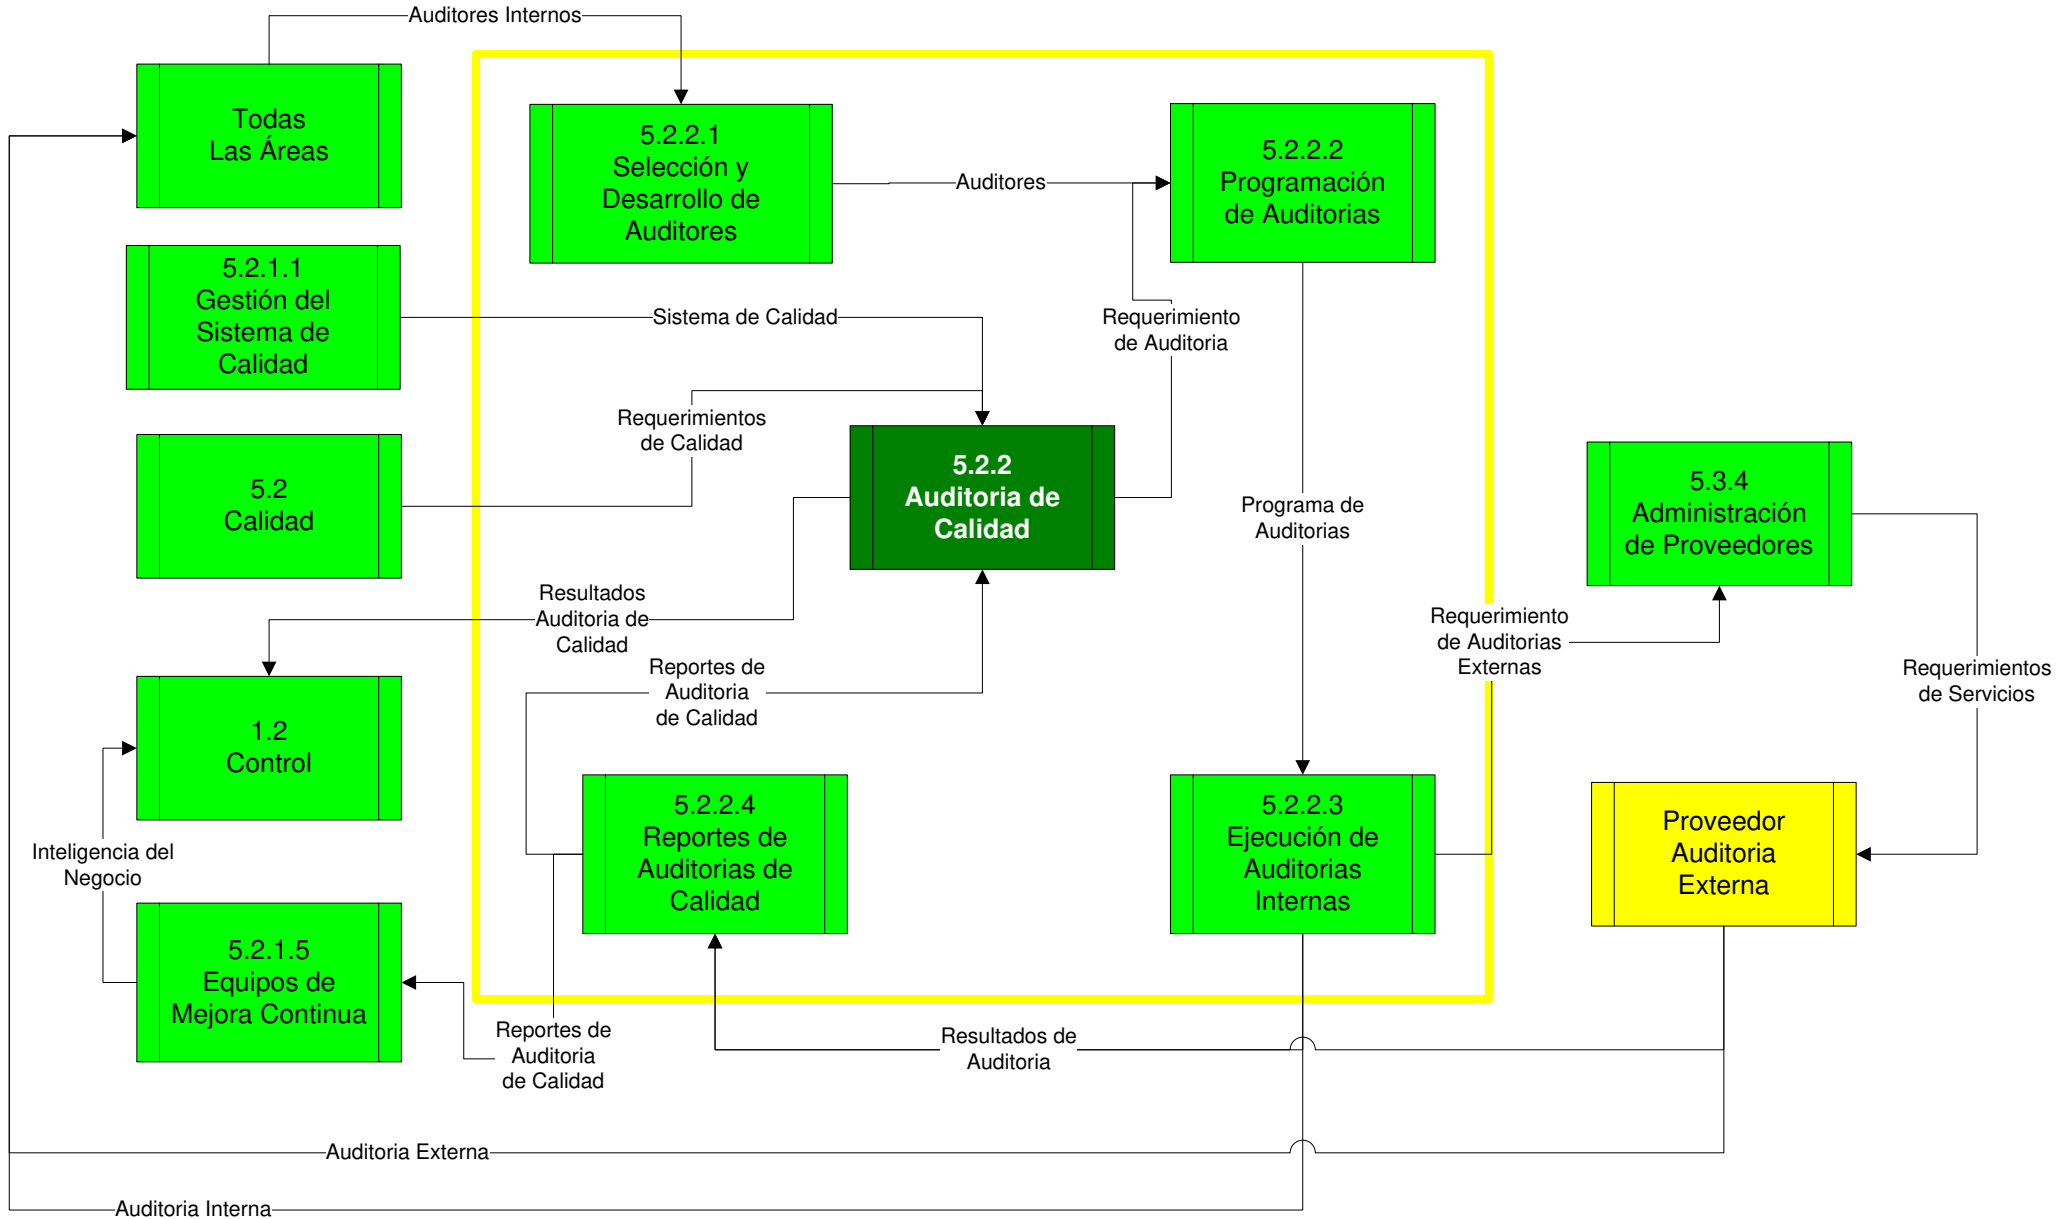 Auditores Internos
Todas
Las Áreas
5.2.2.1
Selección y
Desarrollo de
Auditores
Auditores
5.2.2.2
Programación
de Auditorias
5.2.1.1
Gestión del
Sistema de
Calidad
Sistema de Calidad
Requerimiento
de Auditoria
Requerimientos
de Calidad
5.2
Calidad
5.2.2
Auditoria de
Calidad
Programa de
Auditorias
5.3.4
Administración
de Proveedores
Resultados
Auditoria de
Calidad
Requerimiento
de Auditorias
Externas
Reportes de
Auditoria
de Calidad
Requerimientos
de Servicios
1.2
Control
5.2.2.4
Reportes de
Auditorias de
Calidad
5.2.2.3
Ejecución de
Auditorias
Internas
Proveedor
Auditoria
Externa
Inteligencia del
Negocio
5.2.1.5
Equipos de
Mejora Continua
Reportes de
Auditoria
de Calidad
Resultados de
Auditoria
Auditoria Externa
Auditoria Interna